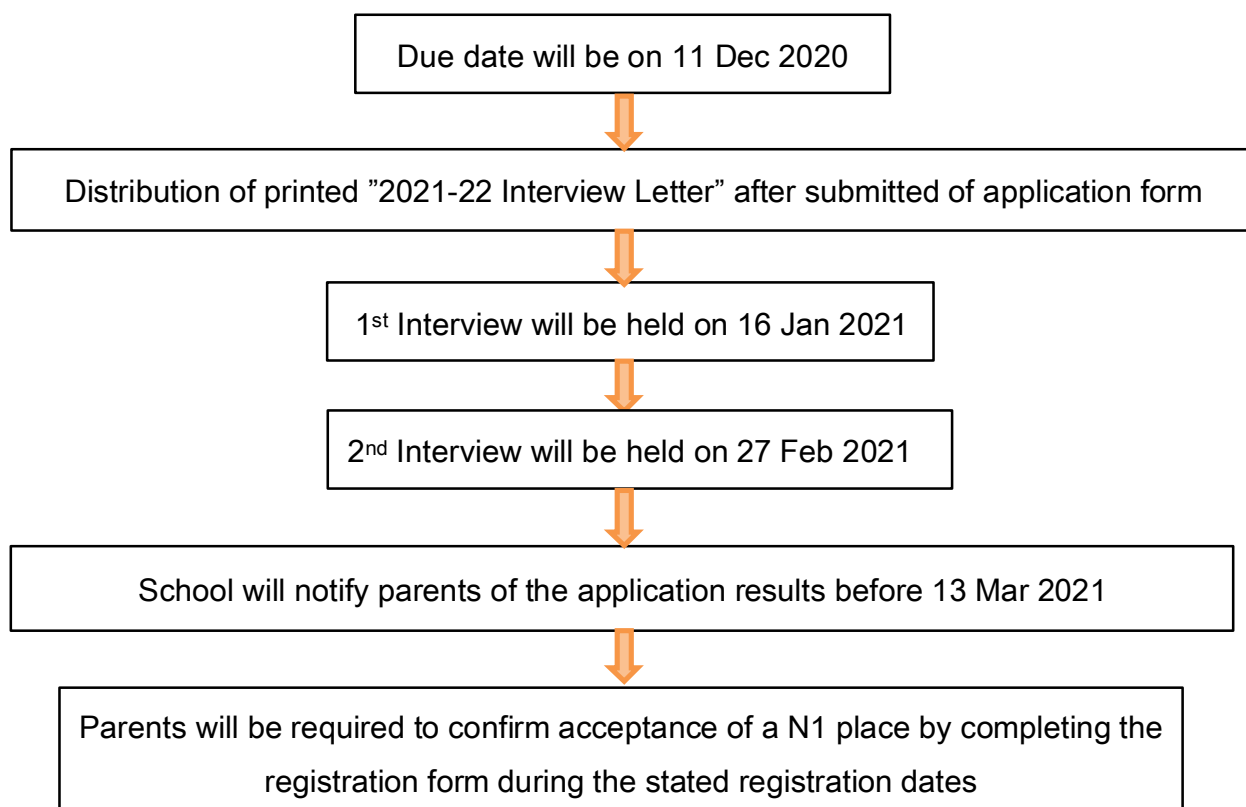 Due date will be on 11 Dec 2020
Distribution of printed ”2021-22 Interview Letter” after submitted of application form
1st Interview will be held on 16 Jan 2021
2nd Interview will be held on 27 Feb 2021
School will notify parents of the application results before 13 Mar 2021
Parents will be required to confirm acceptance of a N1 place by completing the
registration form during the stated registration dates